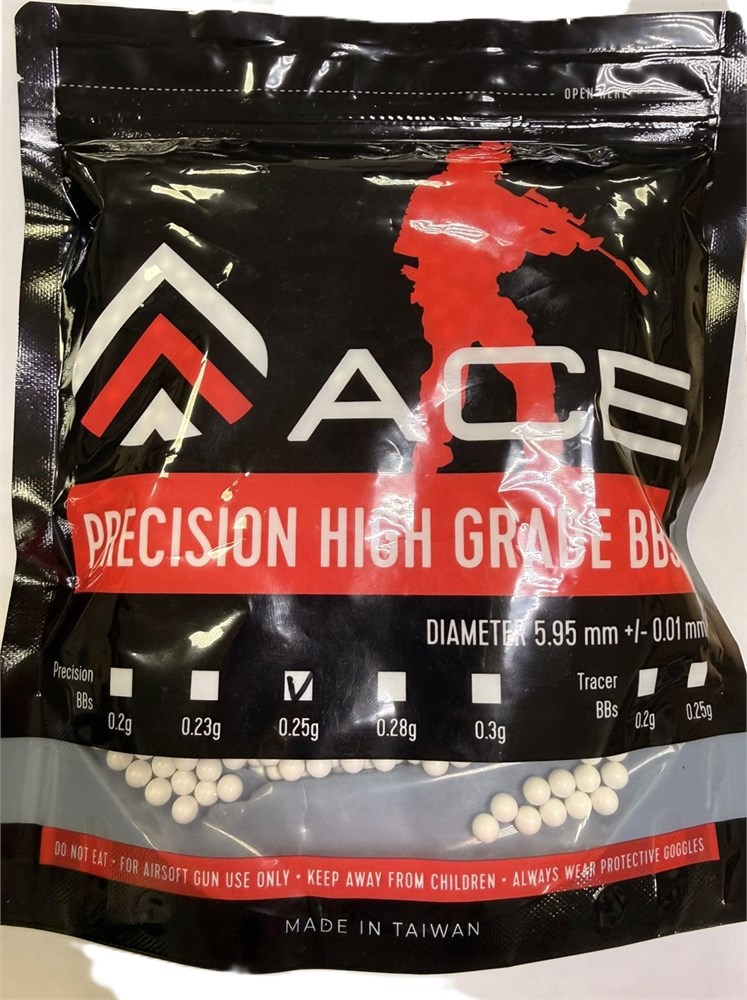 OPEN HERE
ACE
PRECISION HIGH GRADE BBs
DIAMETER 5.95 mm +/- 0.01 mm
Precision BBs
0.2g 0.23g 0.25g 0.28g 0.3g
Tracer BBs
0.2g 0.25g
DO NOT EAT • FOR AIRSOFT GUN USE ONLY • KEEP AWAY FROM CHILDREN • ALWAYS WEAR PROTECTIVE GOGGLES
MADE IN TAIWAN